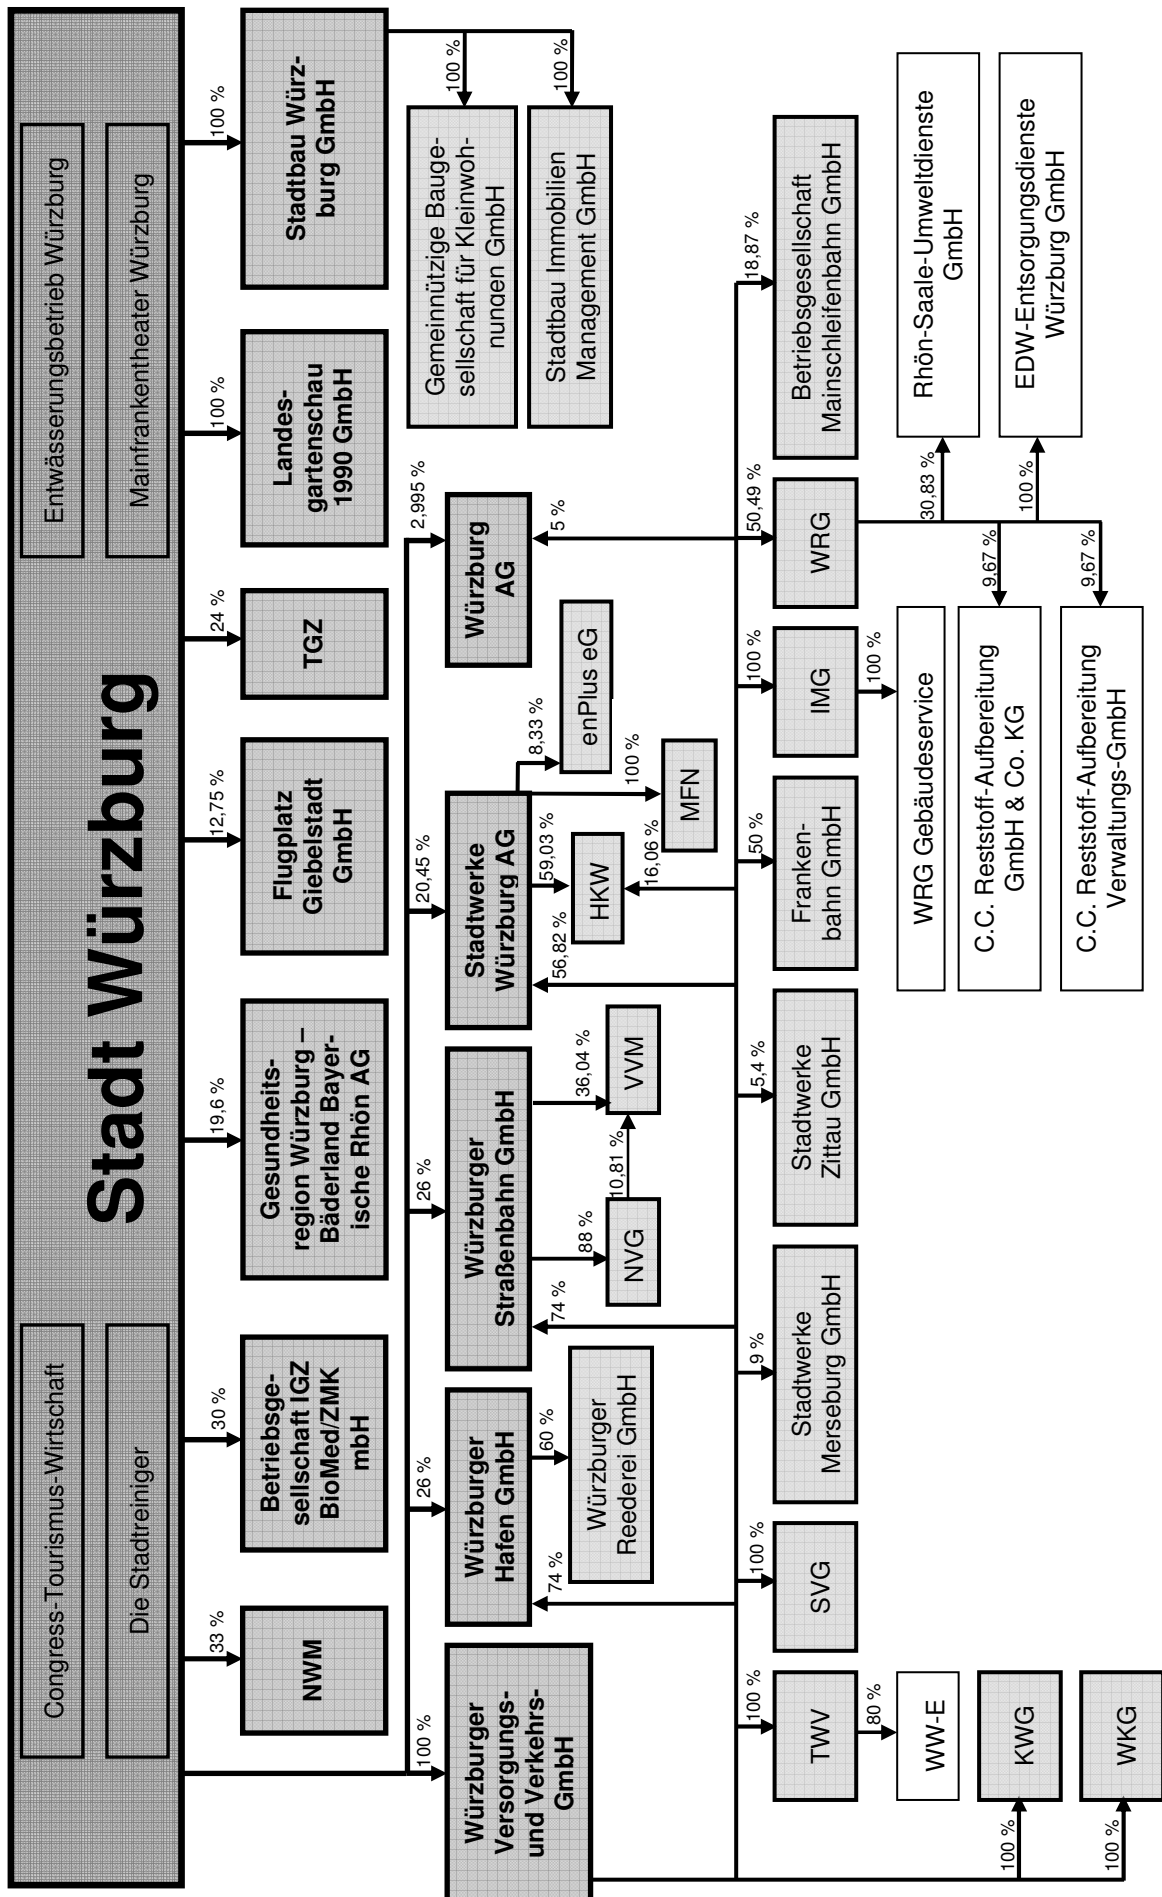 Stadt Würzburg
Congress-Tourismus-Wirtschaft
Die Stadtreiniger
Entwässerungsbetrieb Würzburg
Mainfrankentheater Würzburg
33 %
30 %
19,6 %
12,75 %
24 %
100 %
100 %
NWM
Betriebsge-
sellschaft IGZ
BioMed/ZMK
mbH
Gesundheits-
region Würzburg –
Bäderland Bayer-
ische Rhön AG
Flugplatz
Giebelstadt
GmbH
TGZ
Landes-
gartenschau
1990 GmbH
Stadtbau Würz-
burg GmbH
100 %
26 %
26 %
20,45 %
2,995 %
100 %
100 %
Gemeinnützige Bauge-
sellschaft für Kleinwoh-
nunden GmbH
Stadtbau Immobilien
Management GmbH
Würzburger
Versorgungs-
und Verkehrs-
GmbH
Würzburger
Hafen GmbH
Würzburger
Straßenbahn GmbH
Stadtwerke
Würzburg AG
Würzburg
AG
74 %
60 %
74 %
88 %
36,04 %
56,82 %
59,03 %
8,33 %
5 %
Würzburger
Reederei GmbH
NVG
10,81 %
VVM
HKW
16,06 %
100 %
MFN
enPlus eG
100 %
100 %
9 %
5,4 %
50 %
100 %
50,49 %
18,87 %
TWV
SVG
Stadtwerke
Merseburg GmbH
Stadtwerke
Zittau GmbH
Franken-
bahn GmbH
IMG
WRG
Betriebsgesellschaft
Mainschleifenbahn GmbH
80 %
100 %
30,83 %
WW-E
WRG Gebäudeservice
Rhön-Saale-Umweltdienste
GmbH
100 %
KWG
9,67 %
C.C. Reststoff-Aufbereitung
GmbH & Co. KG
100 %
EDW-Entsorgungsdienste
Würzburg GmbH
100 %
WKG
9,67 %
C.C. Reststoff-Aufbereitung
Verwaltungs-GmbH